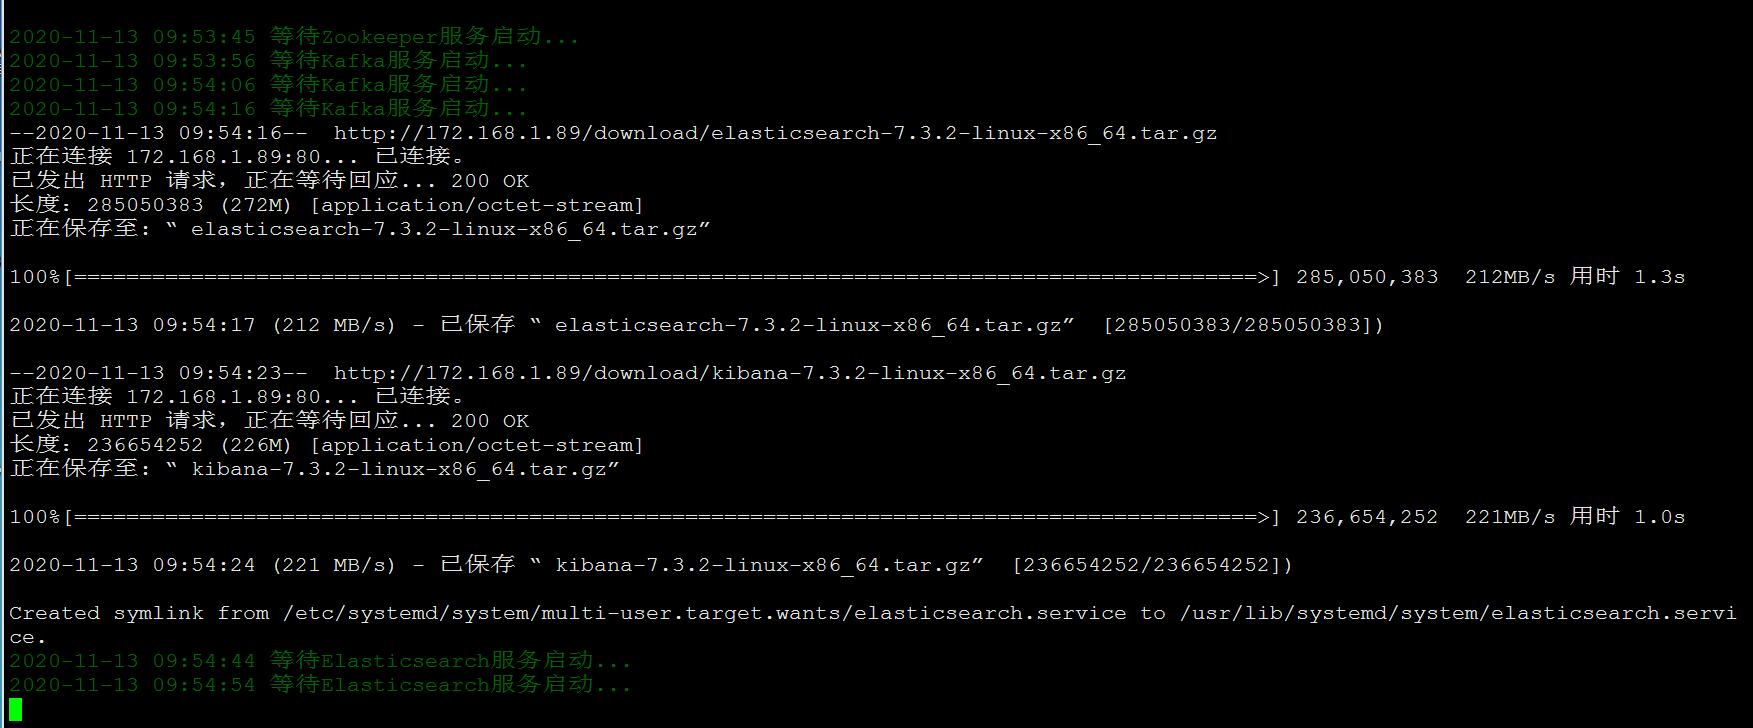 2020-11-13 09:53:45 等待Zookeeper服务启动...
2020-11-13 09:53:56 等待Kafka服务启动...
2020-11-13 09:54:06 等待Kafka服务启动...
2020-11-13 09:54:16 等待Kafka服务启动...
--2020-11-13 09:54:16--  http://172.168.1.89/download/elasticsearch-7.3.2-linux-x86_64.tar.gz
正在连接 172.168.1.89:80... 已连接。
已发出 HTTP 请求，正在等待回应... 200 OK
长度：285050383 (272M) [application/octet-stream]
正在保存至: “ elasticsearch-7.3.2-linux-x86_64.tar.gz”
100%[===========================================================================================>] 285,050,383  212MB/s 用时 1.3s
2020-11-13 09:54:17 (212 MB/s) - 已保存 “ elasticsearch-7.3.2-linux-x86_64.tar.gz”  [285050383/285050383])
--2020-11-13 09:54:23--  http://172.168.1.89/download/kibana-7.3.2-linux-x86_64.tar.gz
正在连接 172.168.1.89:80... 已连接。
已发出 HTTP 请求，正在等待回应... 200 OK
长度：236654252 (226M) [application/octet-stream]
正在保存至: “ kibana-7.3.2-linux-x86_64.tar.gz”
100%[===========================================================================================>] 236,654,252  221MB/s 用时 1.0s
2020-11-13 09:54:24 (221 MB/s) - 已保存 “ kibana-7.3.2-linux-x86_64.tar.gz”  [236654252/236654252])
Created symlink from /etc/systemd/system/multi-user.target.wants/elasticsearch.service to /usr/lib/systemd/system/elasticsearch.servi
ce.
2020-11-13 09:54:44 等待Elasticsearch服务启动...
2020-11-13 09:54:54 等待Elasticsearch服务启动...